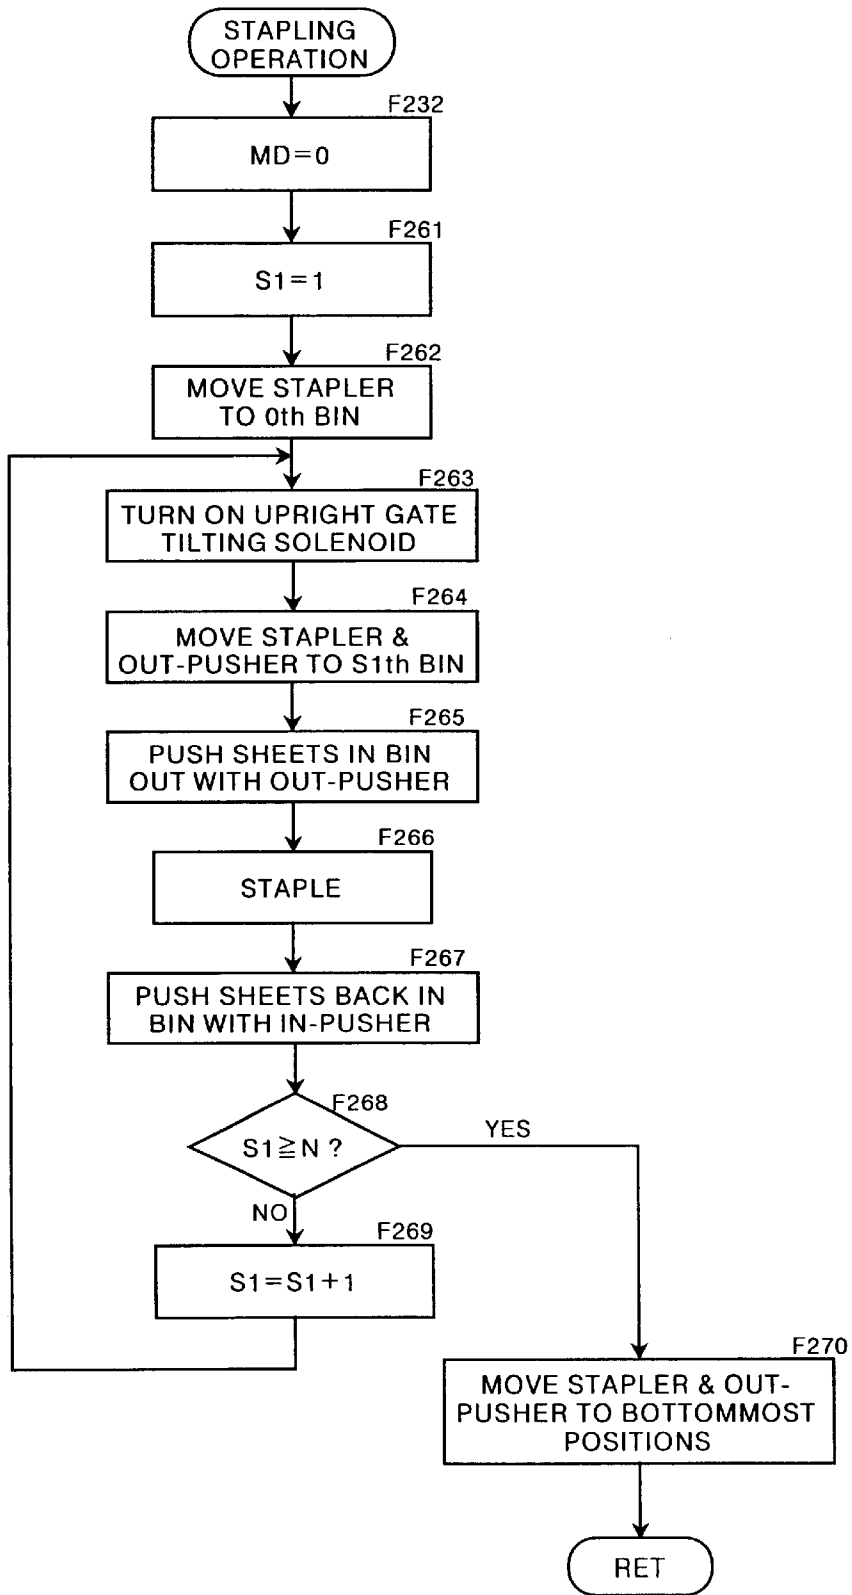 STAPLING
OPERATION
F232
MD=0
F261
S1=1
F262
MOVE STAPLER
TO 0th BIN
F263
TURN ON UPRIGHT GATE
TILTING SOLENOID
F264
MOVE STAPLER &
OUT-PUSHER TO S1th BIN
F265
PUSH SHEETS IN BIN
OUT WITH OUT-PUSHER
F266
STAPLE
F267
PUSH SHEETS BACK IN
BIN WITH IN-PUSHER
F268
S1≧N ?
YES
NO
F269
S1=S1+1
F270
MOVE STAPLER & OUT-
PUSHER TO BOTTOMMOST
POSITIONS
RET